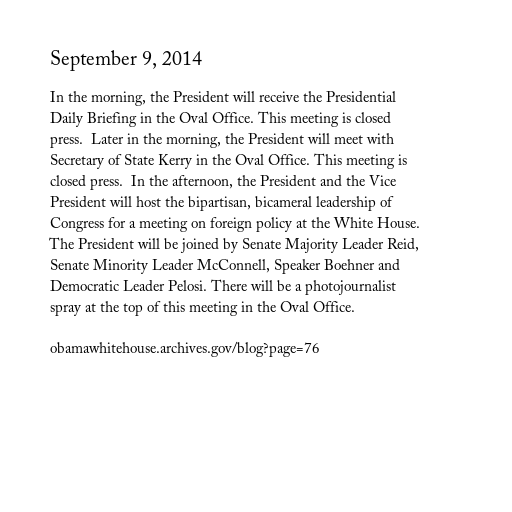 September 9, 2014
In the morning, the President will receive the Presidential
Daily Briefing in the Oval Office. This meeting is closed
press.  Later in the morning, the President will meet with
Secretary of State Kerry in the Oval Office. This meeting is
closed press.  In the afternoon, the President and the Vice
President will host the bipartisan, bicameral leadership of
Congress for a meeting on foreign policy at the White House.
The President will be joined by Senate Majority Leader Reid,
Senate Minority Leader McConnell, Speaker Boehner and
Democratic Leader Pelosi. There will be a photojournalist
spray at the top of this meeting in the Oval Office.
obamawhitehouse.archives.gov/blog?page=76